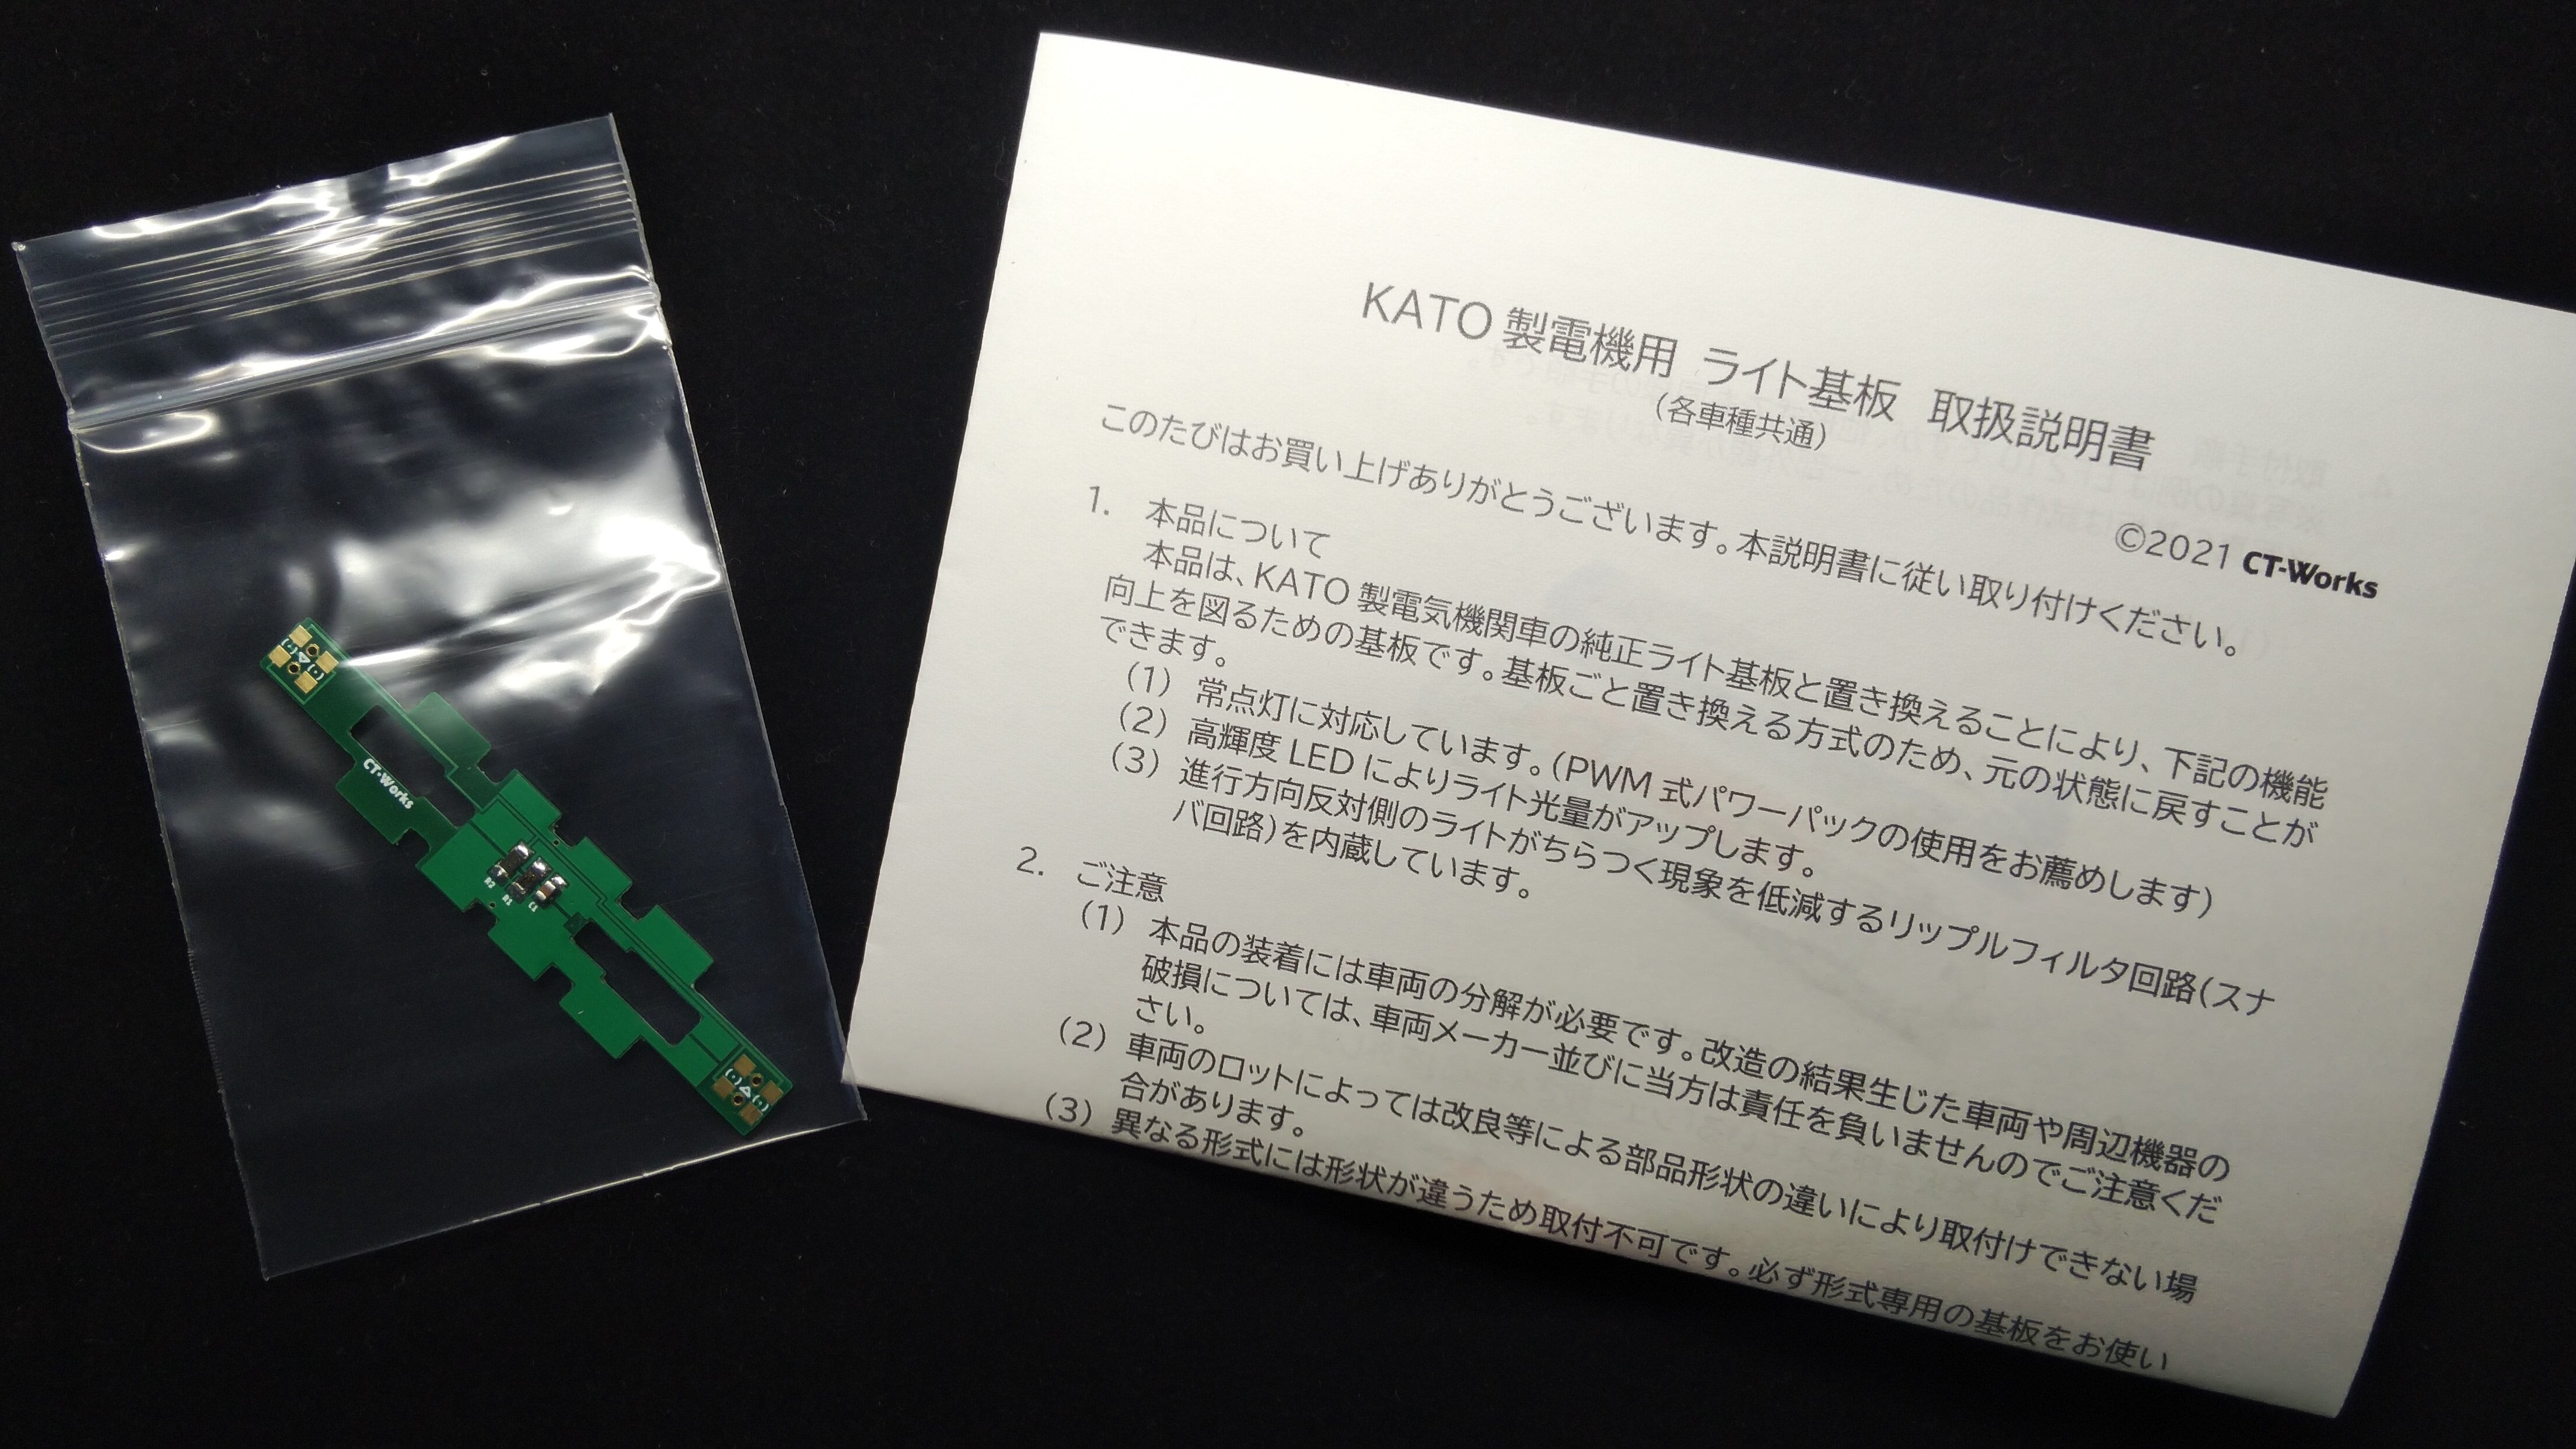 CT-Works
R2
R1
C1
(-)
(-)
(-)
(-)
KATO 製電機用 ライト基板 取扱説明書
(各車種共通)
©2021 CT-Works
このたびはお買い上げありがとうございます。本説明書に従い取り付けください。
1. 本品について
本品は、KATO 製電気機関車の純正ライト基板と置き換えることにより、下記の機能
向上を図るための基板です。基板ごと置き換える方式のため、元の状態に戻すことが
できます。
(1) 常点灯に対応しています。(PWM 式パワーパックの使用をお薦めします)
(2) 高輝度 LED によりライト光量がアップします。
(3) 進行方向反対側のライトがちらつく現象を低減するリップルフィルタ回路(スナ
バ回路)を内蔵しています。
2. ご注意
(1) 本品の装着には車両の分解が必要です。改造の結果生じた車両や周辺機器の
破損については、車両メーカー並びに当方は責任を負いませんのでご注意くだ
さい。
(2) 車両のロットによっては改良等による部品形状の違いにより取付けできない場
合があります。
(3) 異なる形式には形状が違うため取付不可です。必ず形式専用の基板をお使い